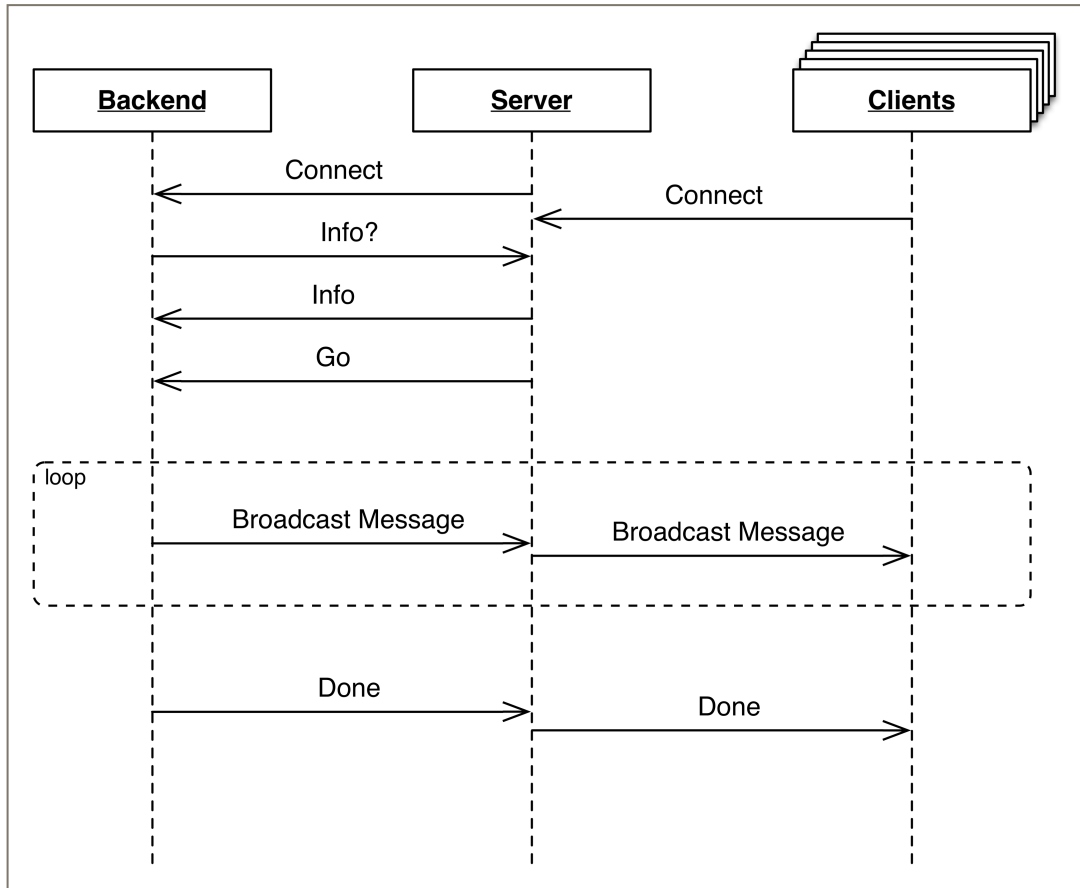 Backend
Server
Clients
Connect
Connect
Info?
Info
Go
loop
Broadcast Message
Broadcast Message
Done
Done